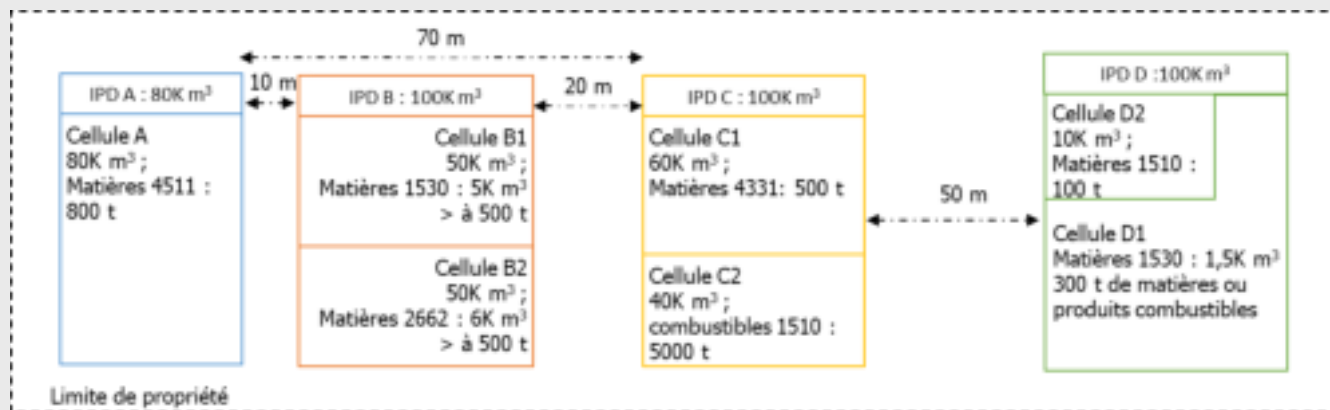 70 m
IPD A : 80K m³
10 m
IPD B : 100K m³
20 m
IPD C : 100K m³
IPD D :100K m³
Cellule A
80K m³ ;
Matières 4511 :
800 t
Cellule B1
50K m³ ;
Matières 1530 : 5K m³
> à 500 t
Cellule B2
50K m³ ;
Matières 2662 : 6K m³
> à 500 t
Cellule C1
60K m³ ;
Matières 4331: 500 t
Cellule C2
40K m³ ;
combustibles 1510 :
5000 t
50 m
Cellule D2
10K m³ ;
Matières 1510 :
100 t
Cellule D1
Matières 1530 : 1,5K m³
300 t de matières ou
produits combustibles
Limite de propriété